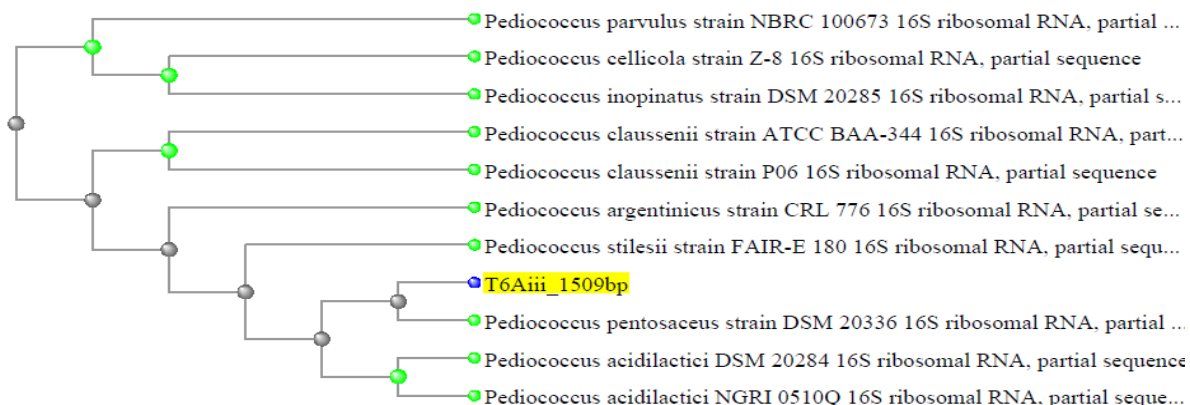 Pediococcus parvulus strain NBRC 100673 16S ribosomal RNA, partial ...
Pediococcus cellicola strain Z-8 16S ribosomal RNA, partial sequence
Pediococcus inopinatus strain DSM 20285 16S ribosomal RNA, partial s...
Pediococcus claussenii strain ATCC BAA-344 16S ribosomal RNA, part...
Pediococcus claussenii strain P06 16S ribosomal RNA, partial sequence
Pediococcus argentinicus strain CRL 776 16S ribosomal RNA, partial se...
Pediococcus stilesii strain FAIR-E 180 16S ribosomal RNA, partial sequ...
T6Aiii_1509bp
Pediococcus pentosaceus strain DSM 20336 16S ribosomal RNA, partial ...
Pediococcus acidilactici DSM 20284 16S ribosomal RNA, partial sequence
Pediococcus acidilactici NGRI 0510Q 16S ribosomal RNA, partial seque...